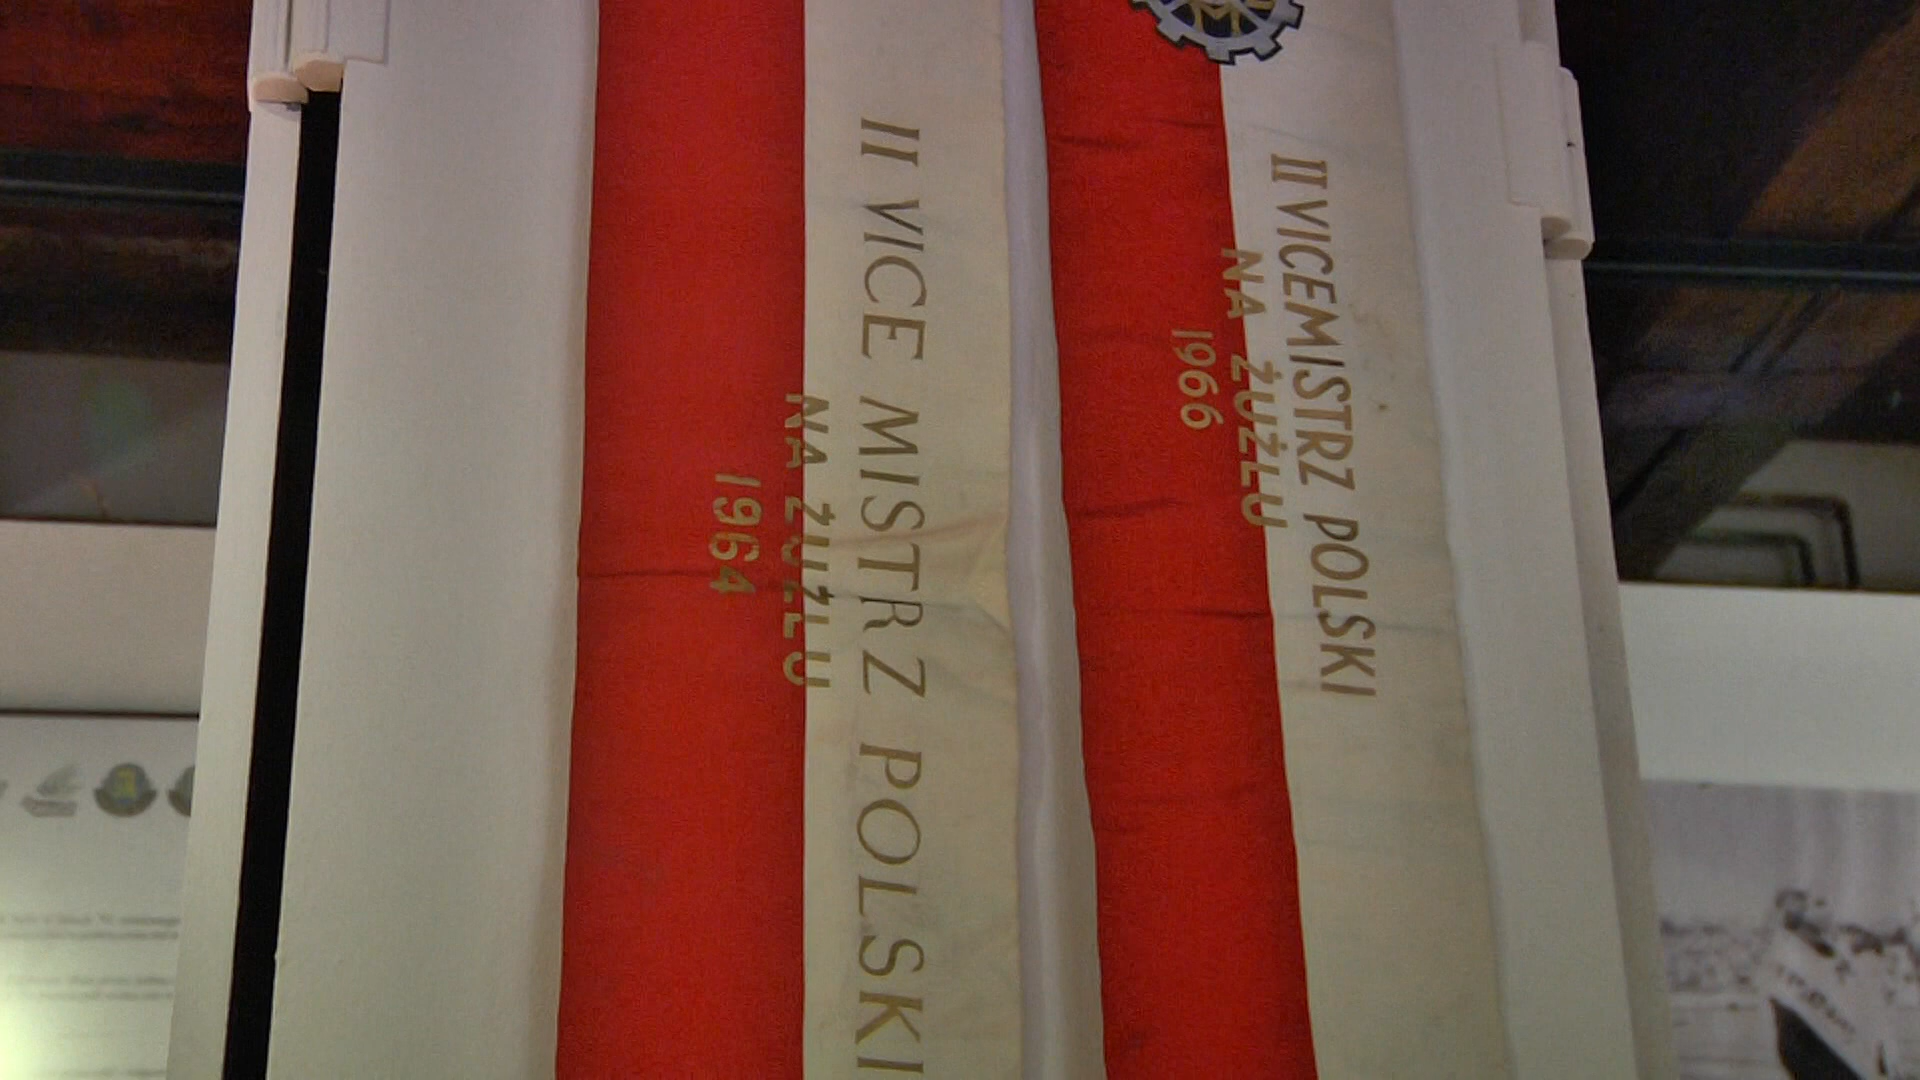 II VICE MISTRZ POLSKI
NA ŻUŻLU
1964
II VICEMISTRZ POLSKI
NA ŻUŻLU
1966